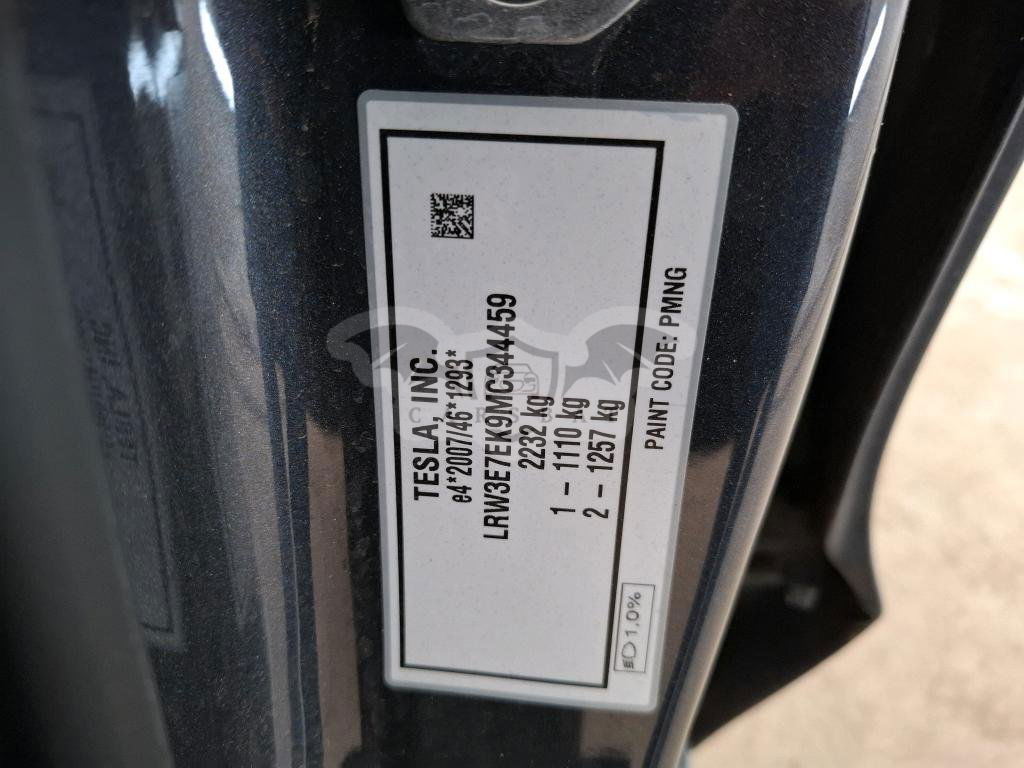 TESLA, INC.
e4*2007/46*1293*
LRW3E7EK9MC344459
2232 kg
1 – 1110 kg
2 – 1257 kg
PAINT CODE: PMNG
1,0%